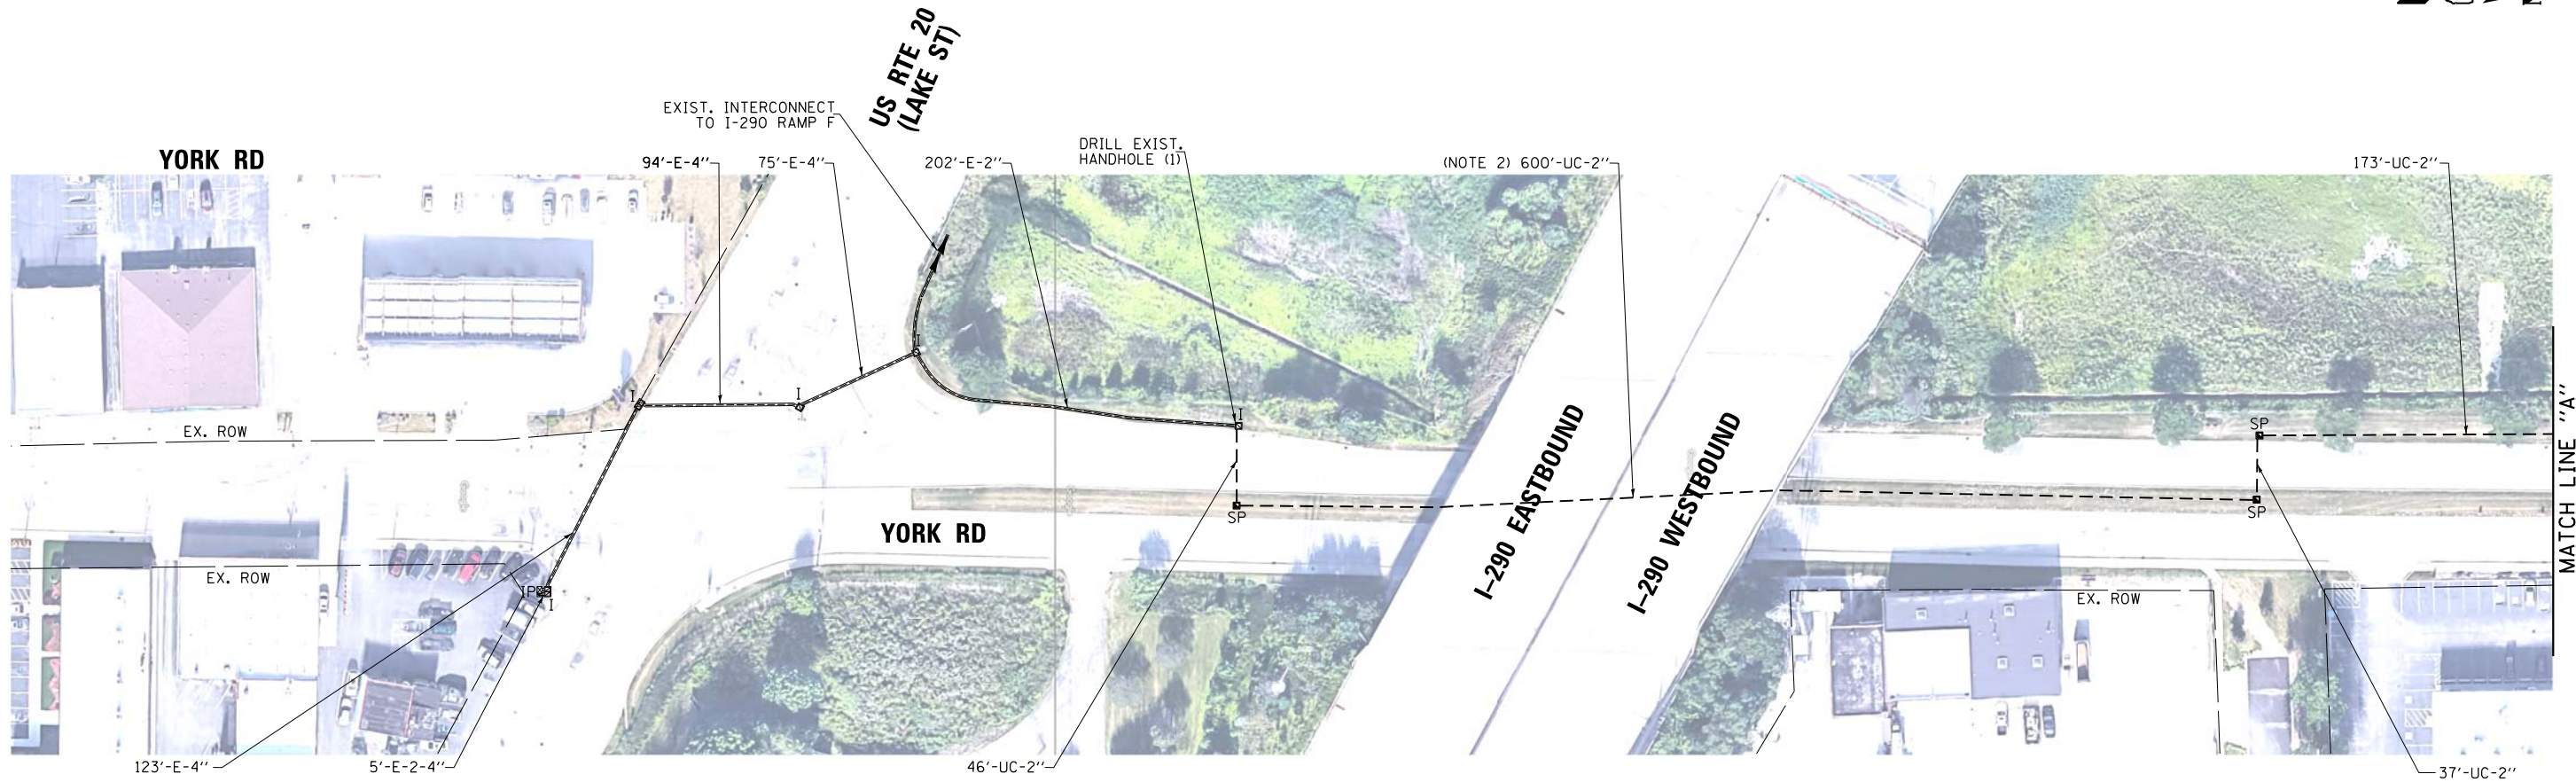 US RTE 20
(LAKE ST)
EXIST. INTERCONNECT
TO I-290 RAMP F
YORK RD
94'-E-4"
75'-E-4"
202'-E-2"
DRILL EXIST.
HANDHOLE (1)
(NOTE 2) 600'-UC-2"
173'-UC-2"
I
I
I
I
EX. ROW
SP
MATCH LINE "A"
I-290 EASTBOUND
I-290 WESTBOUND
SP
SP
YORK RD
EX. ROW
IP
I
EX. ROW
123'-E-4"
5'-E-2-4"
46'-UC-2"
37'-UC-2"